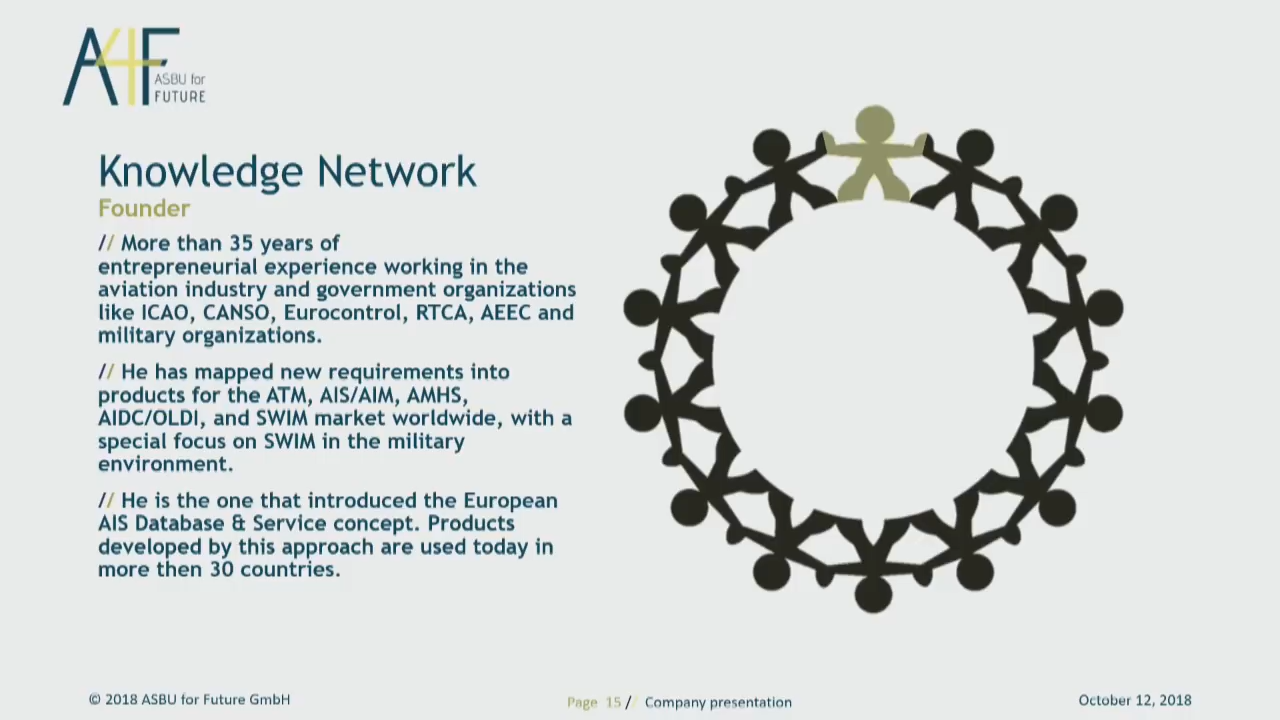 A4F
ASBU for
FUTURE
Knowledge Network
Founder
// More than 35 years of
entrepreneurial experience working in the
aviation industry and government organizations
like ICAO, CANSO, Eurocontrol, RTCA, AEEC and
military organizations.
// He has mapped new requirements into
products for the ATM, AIS/AIM, AMHS,
AIDC/OLDI, and SWIM market worldwide, with a
special focus on SWIM in the military
environment.
// He is the one that introduced the European
AIS Database & Service concept. Products
developed by this approach are used today in
more then 30 countries.
© 2018 ASBU for Future GmbH
Page 15 // Company presentation
October 12, 2018